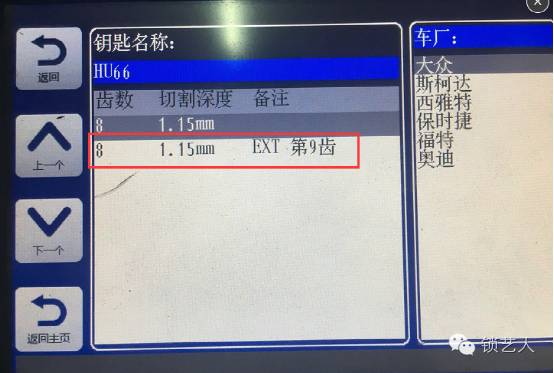 返回
上一个
下一个
返回主页
钥匙名称：
HU66
齿数 切割深度 备注
8 1.15mm
8 1.15mm EXT 第9齿
车厂：
大众
斯柯达
西雅特
保时捷
福特
奥迪
锁艺人